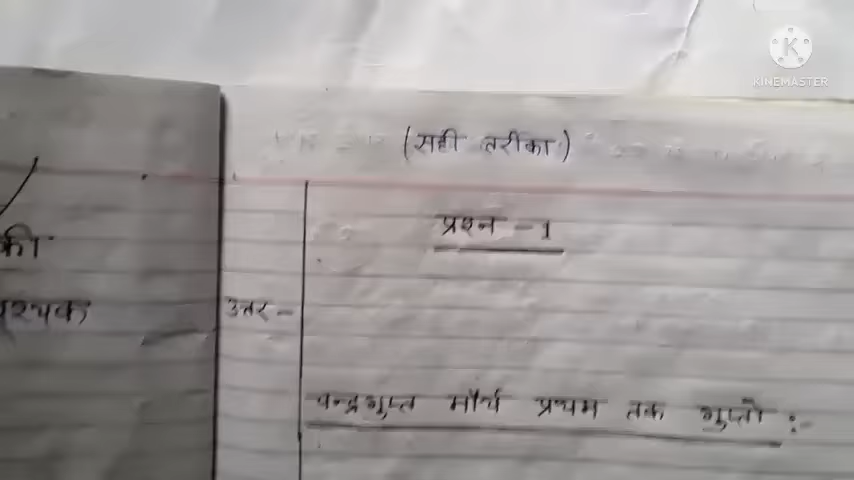 KINEMASTER
(सही तरीका)
प्रश्न - 1
की
उत्तर -
चन्द्रगुप्त मौर्य प्रथम तक गुप्तो :-